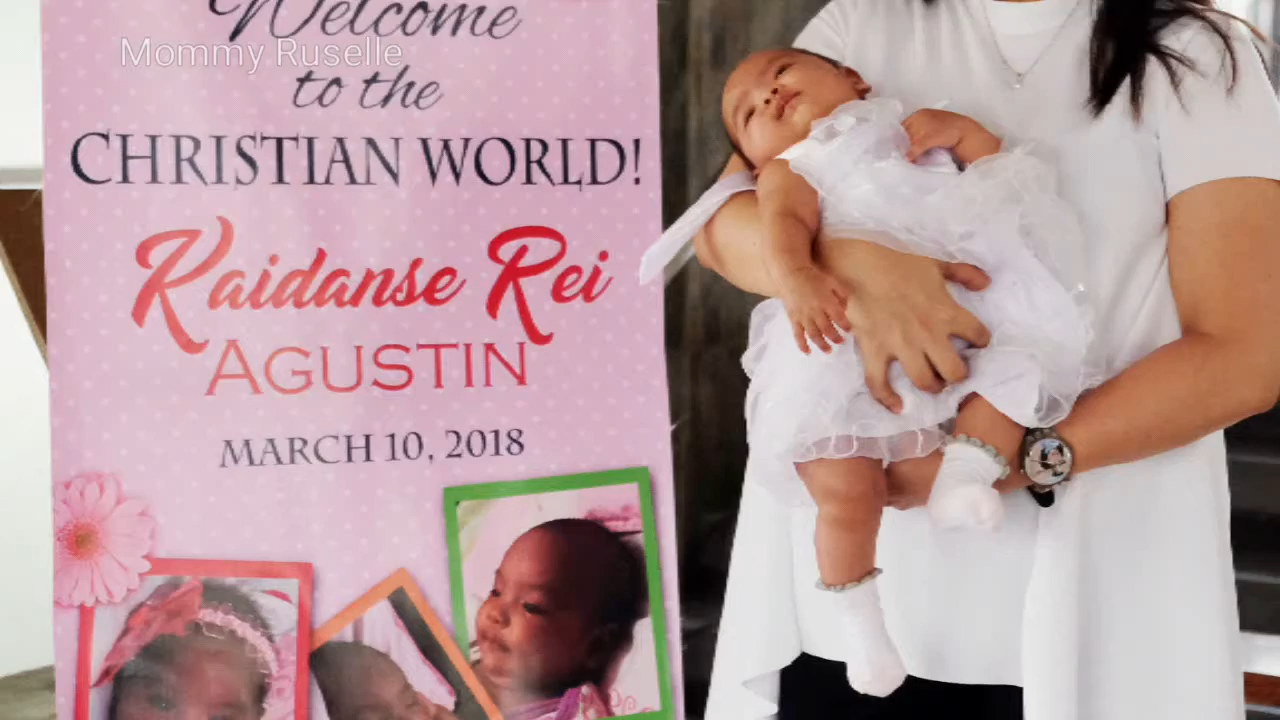 Welcome
Mommy Ruselle
to the
CHRISTIAN WORLD!
Kaidanse Rei
AGUSTIN
MARCH 10, 2018